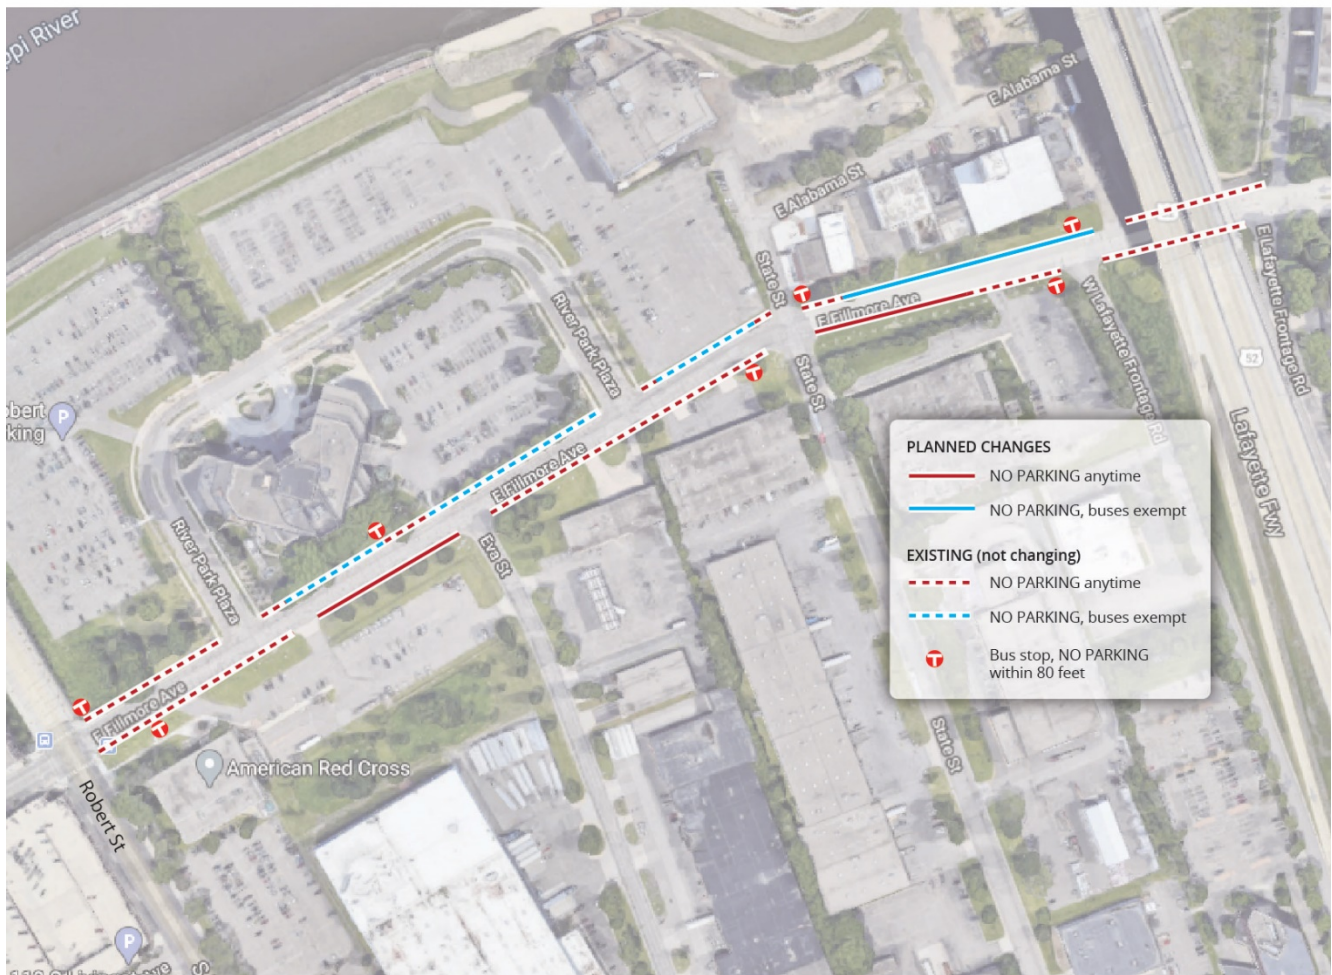 ppi River
E Alabama St
E Alabama St
State St
E Fillmore Ave
River Park Plaza
State St
W Lafayette Frontage Rd
E Lafayette Frontage Rd
52
Lafayette Fwy
obert
king
P
E Fillmore Ave
River Park Plaza
Eva St
E Fillmore Ave
American Red Cross
Robert St
State St
P
PLANNED CHANGES
NO PARKING anytime
NO PARKING, buses exempt
EXISTING (not changing)
NO PARKING anytime
NO PARKING, buses exempt
T
Bus stop, NO PARKING
within 80 feet